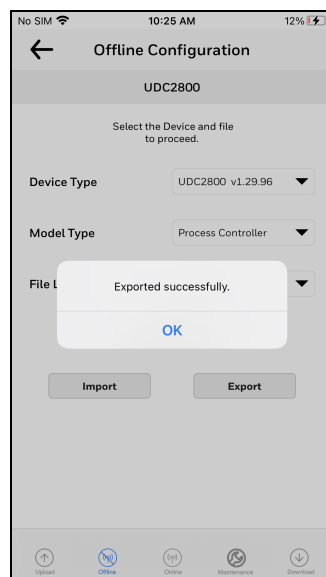 No SIM 10:25 AM 12%
Offline Configuration
UDC2800
Select the Device and file
to proceed.
Device Type UDC2800 v1.29.96
Model Type Process Controller
File L
Exported successfully.
OK
Import Export
Upload Offline Online Maintenance Download